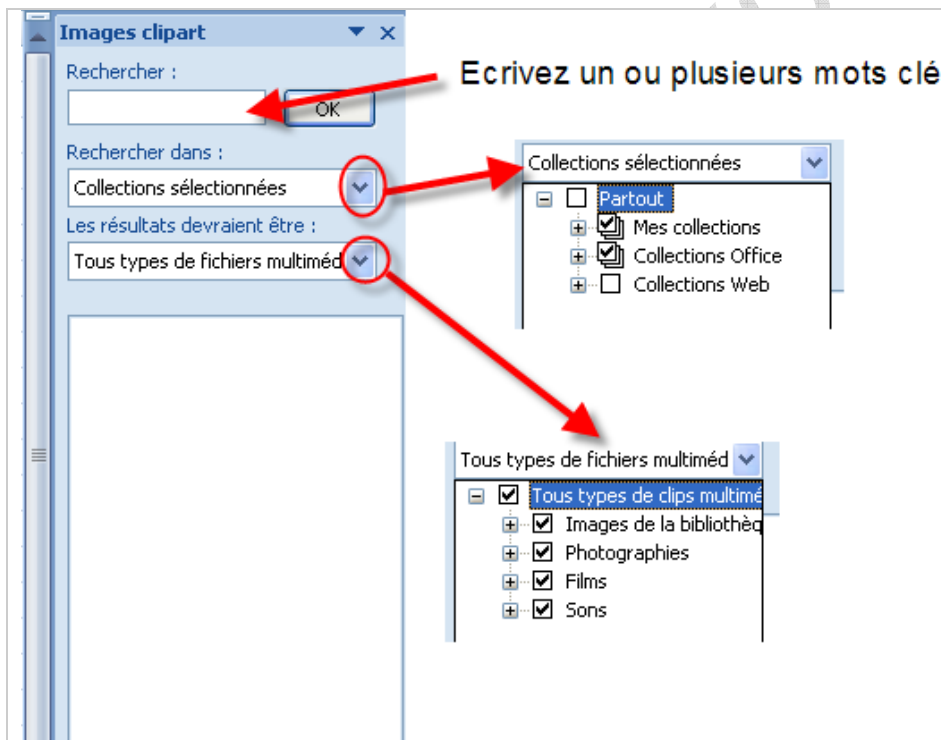 Images clipart
Rechercher :
Ecrivez un ou plusieurs mots clé
OK
Rechercher dans :
Collections sélectionnées
Les résultats devraient être :
Tous types de fichiers multiméd
Collections sélectionnées
Partout
Mes collections
Collections Office
Collections Web
Tous types de fichiers multiméd
Tous types de clips multimé
Images de la bibliothèq
Photographies
Films
Sons